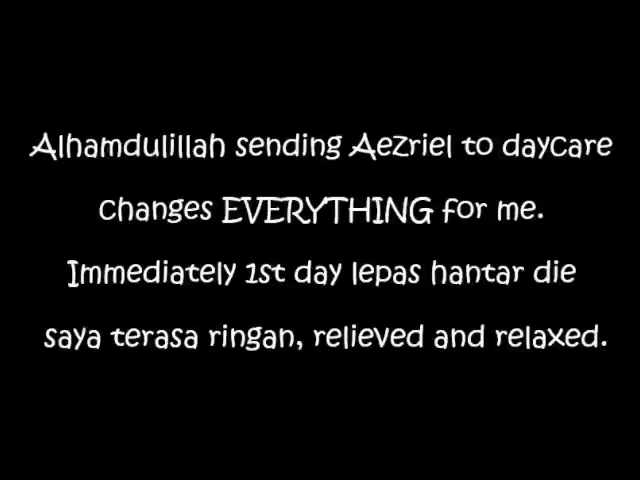 Alhamdulillah sending Aezriel to daycare
changes EVERYTHING for me.
Immediately 1st day lepas hantar die
saya terasa ringan, relieved and relaxed.